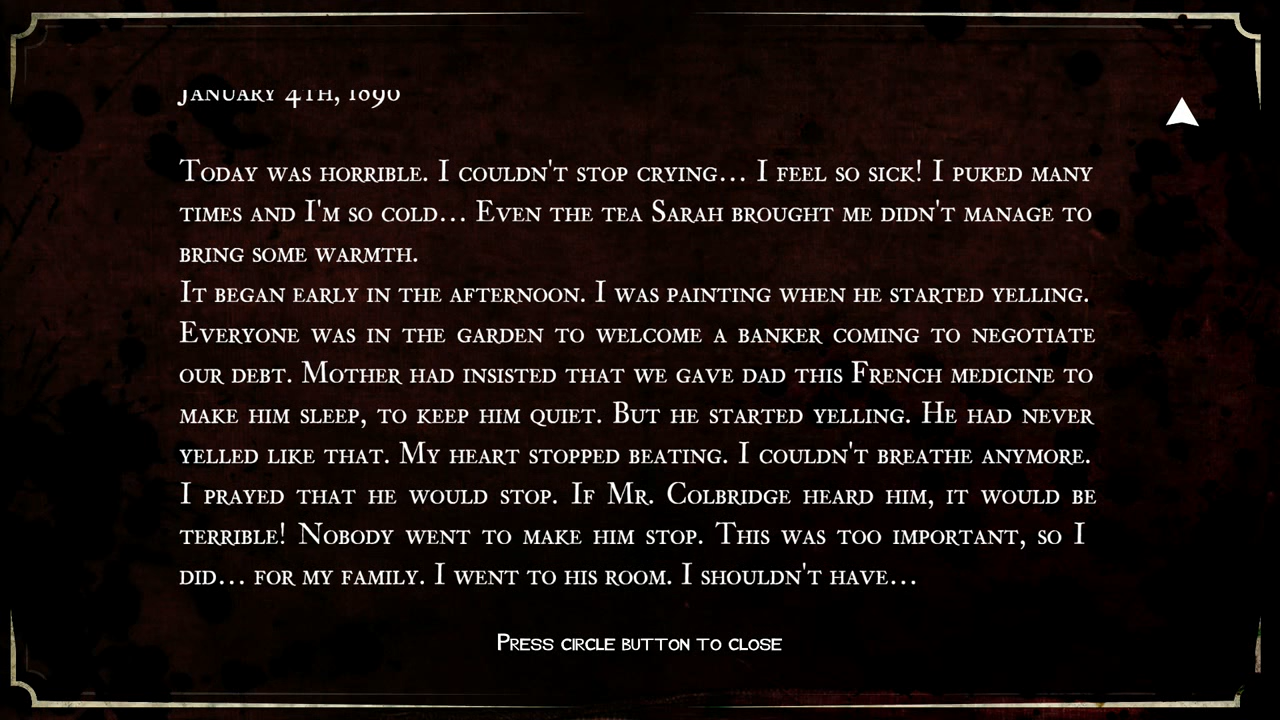 January 4th, 1890
Today was horrible. I couldn't stop crying... I feel so sick! I puked many
times and I'm so cold... Even the tea Sarah brought me didn't manage to
bring some warmth.
It began early in the afternoon. I was painting when he started yelling.
Everyone was in the garden to welcome a banker coming to negotiate
our debt. Mother had insisted that we gave dad this French medicine to
make him sleep, to keep him quiet. But he started yelling. He had never
yelled like that. My heart stopped beating. I couldn't breathe anymore.
I prayed that he would stop. If Mr. Colbridge heard him, it would be
terrible! Nobody went to make him stop. This was too important, so I
did... for my family. I went to his room. I shouldn't have...
Press circle button to close